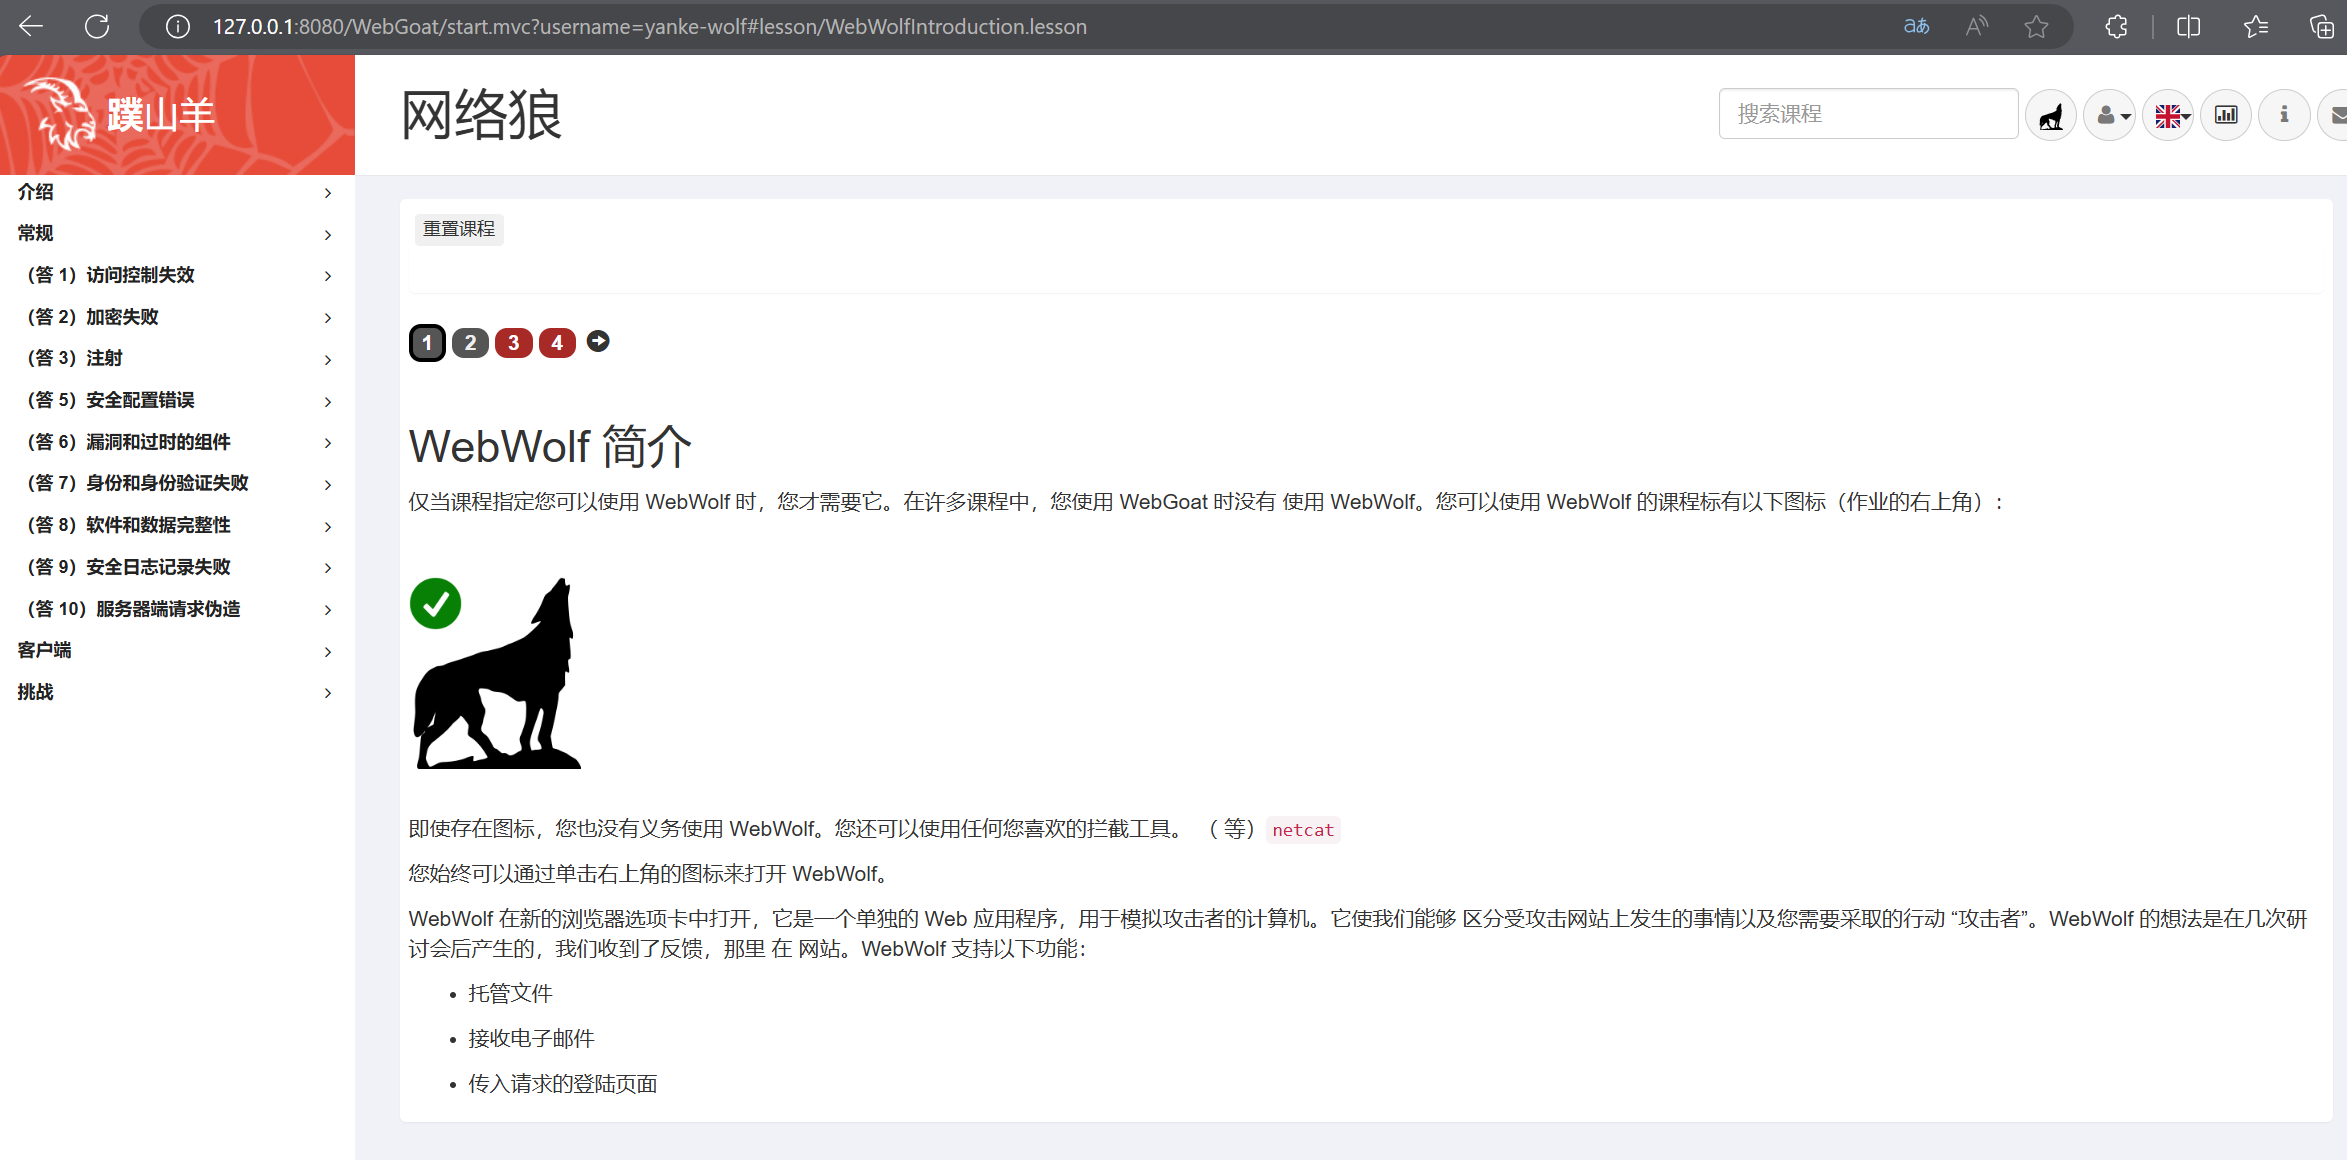 127.0.0.1:8080/WebGoat/start.mvc?username=yanke-wolf#lesson/WebWolfIntroduction.lesson
蹼山羊
网络狼
搜索课程
介绍
常规
（答 1）访问控制失效
（答 2）加密失败
（答 3）注射
（答 5）安全配置错误
（答 6）漏洞和过时的组件
（答 7）身份和身份验证失败
（答 8）软件和数据完整性
（答 9）安全日志记录失败
（答 10）服务器端请求伪造
客户端
挑战
重置课程
1 2 3 4
WebWolf 简介
仅当课程指定您可以使用 WebWolf 时，您才需要它。在许多课程中，您使用 WebGoat 时没有 使用 WebWolf。您可以使用 WebWolf 的课程标有以下图标（作业的右上角）：
即使存在图标，您也没有义务使用 WebWolf。您还可以使用任何您喜欢的拦截工具。 （ 等）netcat
您始终可以通过单击右上角的图标来打开 WebWolf。
WebWolf 在新的浏览器选项卡中打开，它是一个单独的 Web 应用程序，用于模拟攻击者的计算机。它使我们能够 区分受攻击网站上发生的事情以及您需要采取的行动 “攻击者”。WebWolf 的想法是在几次研
讨会后产生的，我们收到了反馈，那里 在 网站。WebWolf 支持以下功能：
• 托管文件
• 接收电子邮件
• 传入请求的登陆页面